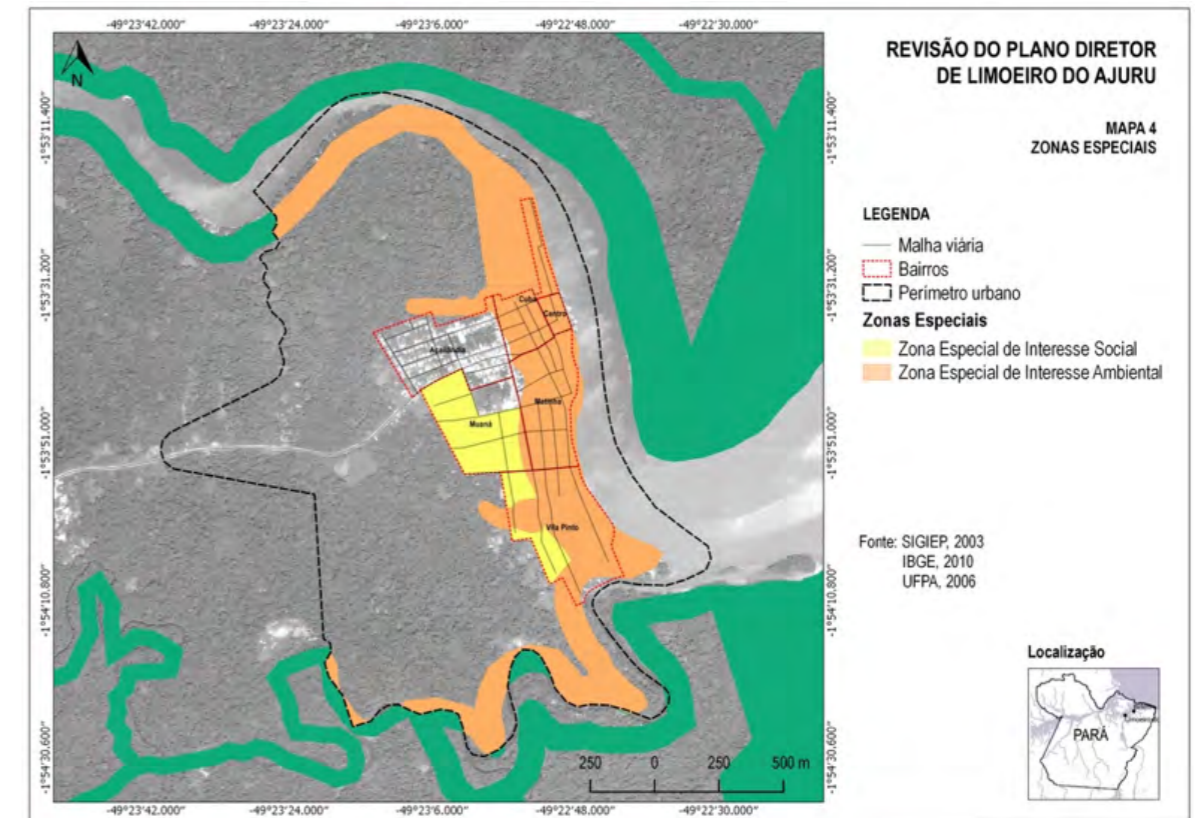 -49°23'42.000" -49°23'24.000" -49°23'6.000" -49°22'48.000" -49°22'30.000"
REVISÃO DO PLANO DIRETOR
DE LIMOEIRO DO AJURU
MAPA 4
ZONAS ESPECIAIS
N
-1°53'11.400" -1°53'11.400"
-1°53'31.200" -1°53'31.200"
-1°53'51.000" -1°53'51.000"
-1°54'10.800" -1°54'10.800"
-1°54'30.600" -1°54'30.600"
Cuba
Centro
Matinha
Muaná
Vila Pinto
LEGENDA
Malha viária
Bairros
Perímetro urbano
Zonas Especiais
Zona Especial de Interesse Social
Zona Especial de Interesse Ambiental
Fonte: SIGIEP, 2003
IBGE, 2010
UFPA, 2006
Localização
PARÁ
250 0 250 500 m
-49°23'42.000" -49°23'24.000" -49°23'6.000" -49°22'48.000" -49°22'30.000"